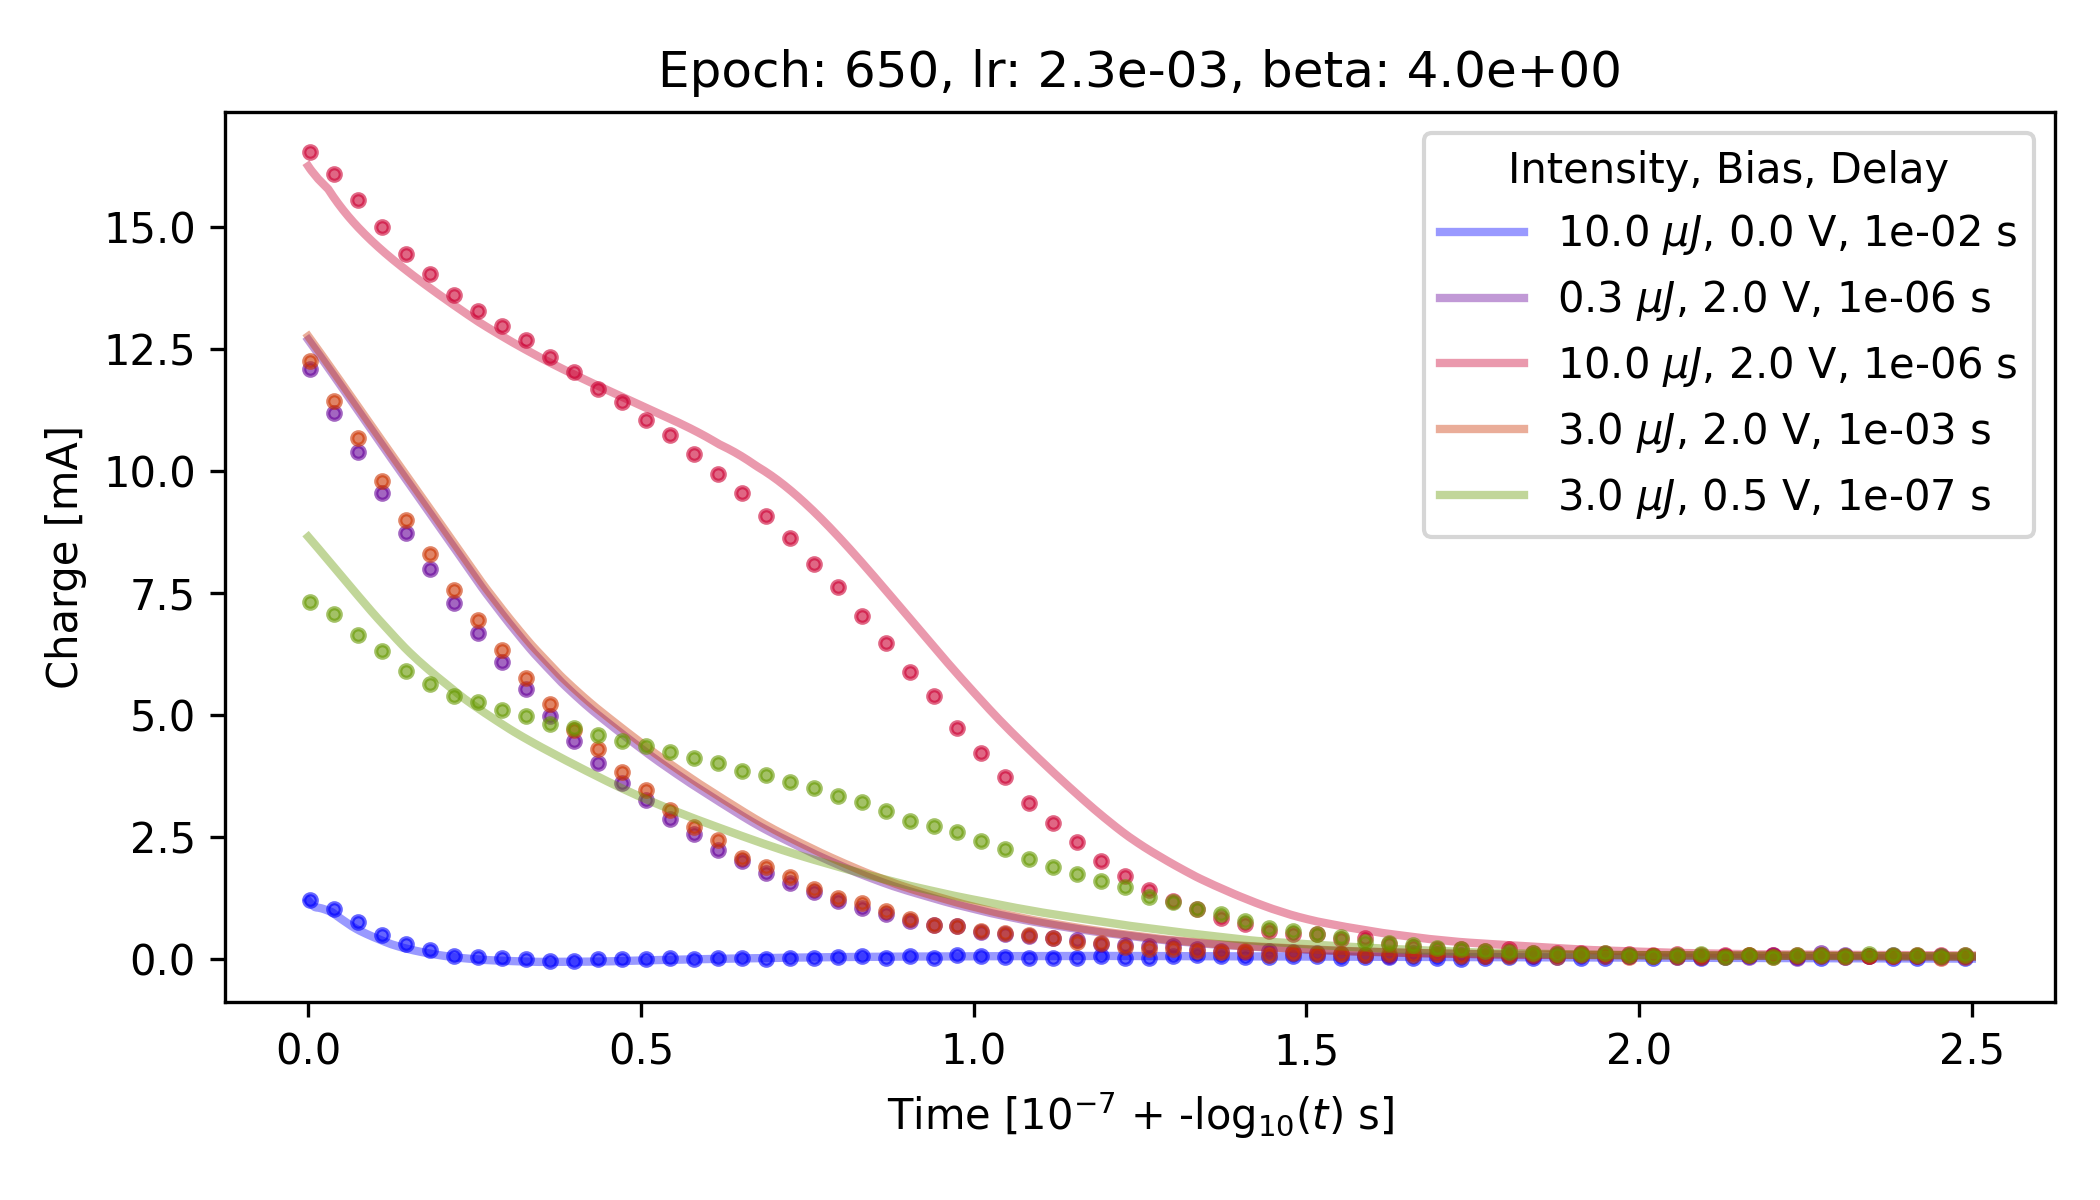 Epoch: 650, lr: 2.3e-03, beta: 4.0e+00
Charge [mA]
15.0
12.5
10.0
7.5
5.0
2.5
0.0
Intensity, Bias, Delay
10.0 μJ, 0.0 V, 1e-02 s
0.3 μJ, 2.0 V, 1e-06 s
10.0 μJ, 2.0 V, 1e-06 s
3.0 μJ, 2.0 V, 1e-03 s
3.0 μJ, 0.5 V, 1e-07 s
0.0 0.5 1.0 1.5 2.0 2.5
Time [10⁻⁷ + -log₁₀(t) s]